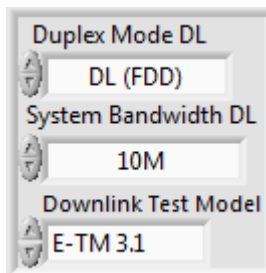 Duplex Mode DL
DL (FDD)
System Bandwidth DL
10M
Downlink Test Model
E-TM 3.1